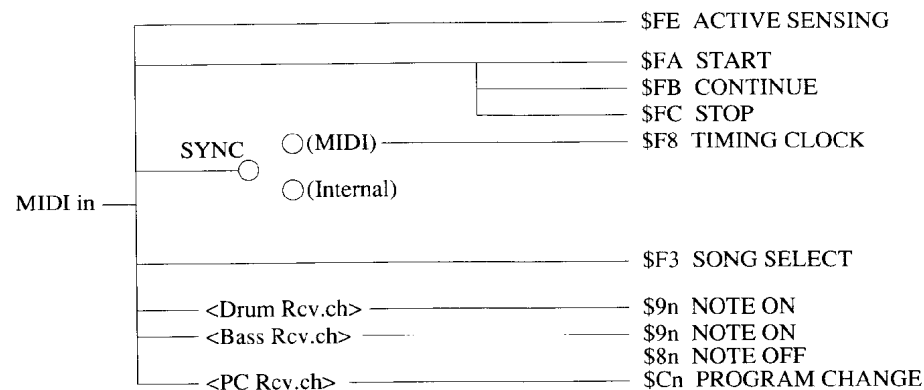 $FE ACTIVE SENSING
$FA START
$FB CONTINUE
$FC STOP
SYNC (MIDI) $F8 TIMING CLOCK
(Internal)
MIDI in
$F3 SONG SELECT
<Drum Rcv.ch> $9n NOTE ON
<Bass Rcv.ch> $9n NOTE ON
$8n NOTE OFF
<PC Rcv.ch> $Cn PROGRAM CHANGE